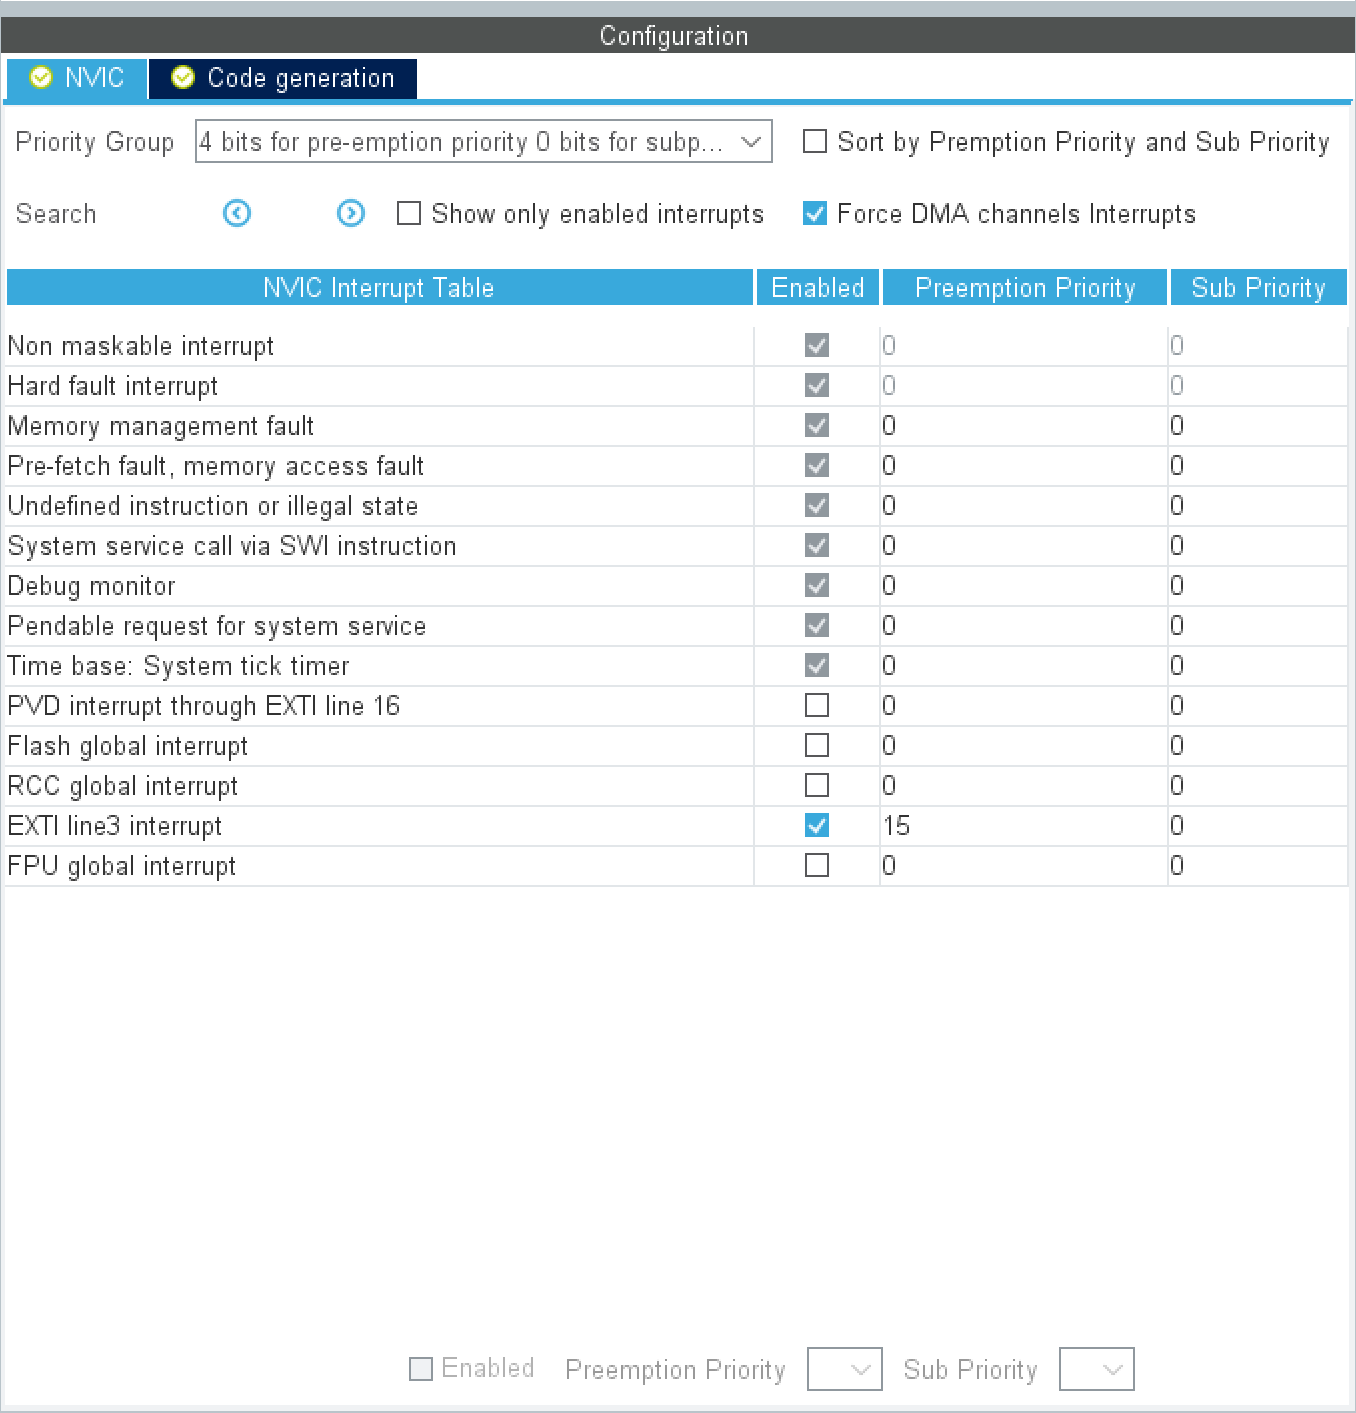 Configuration
NVIC Code generation
Priority Group 4 bits for pre-emption priority 0 bits for subp... Sort by Premption Priority and Sub Priority
Search Show only enabled interrupts Force DMA channels Interrupts
NVIC Interrupt Table Enabled Preemption Priority Sub Priority
Non maskable interrupt 0 0
Hard fault interrupt 0 0
Memory management fault 0 0
Pre-fetch fault, memory access fault 0 0
Undefined instruction or illegal state 0 0
System service call via SWI instruction 0 0
Debug monitor 0 0
Pendable request for system service 0 0
Time base: System tick timer 0 0
PVD interrupt through EXTI line 16 0 0
Flash global interrupt 0 0
RCC global interrupt 0 0
EXTI line3 interrupt 15 0
FPU global interrupt 0 0
Enabled Preemption Priority Sub Priority